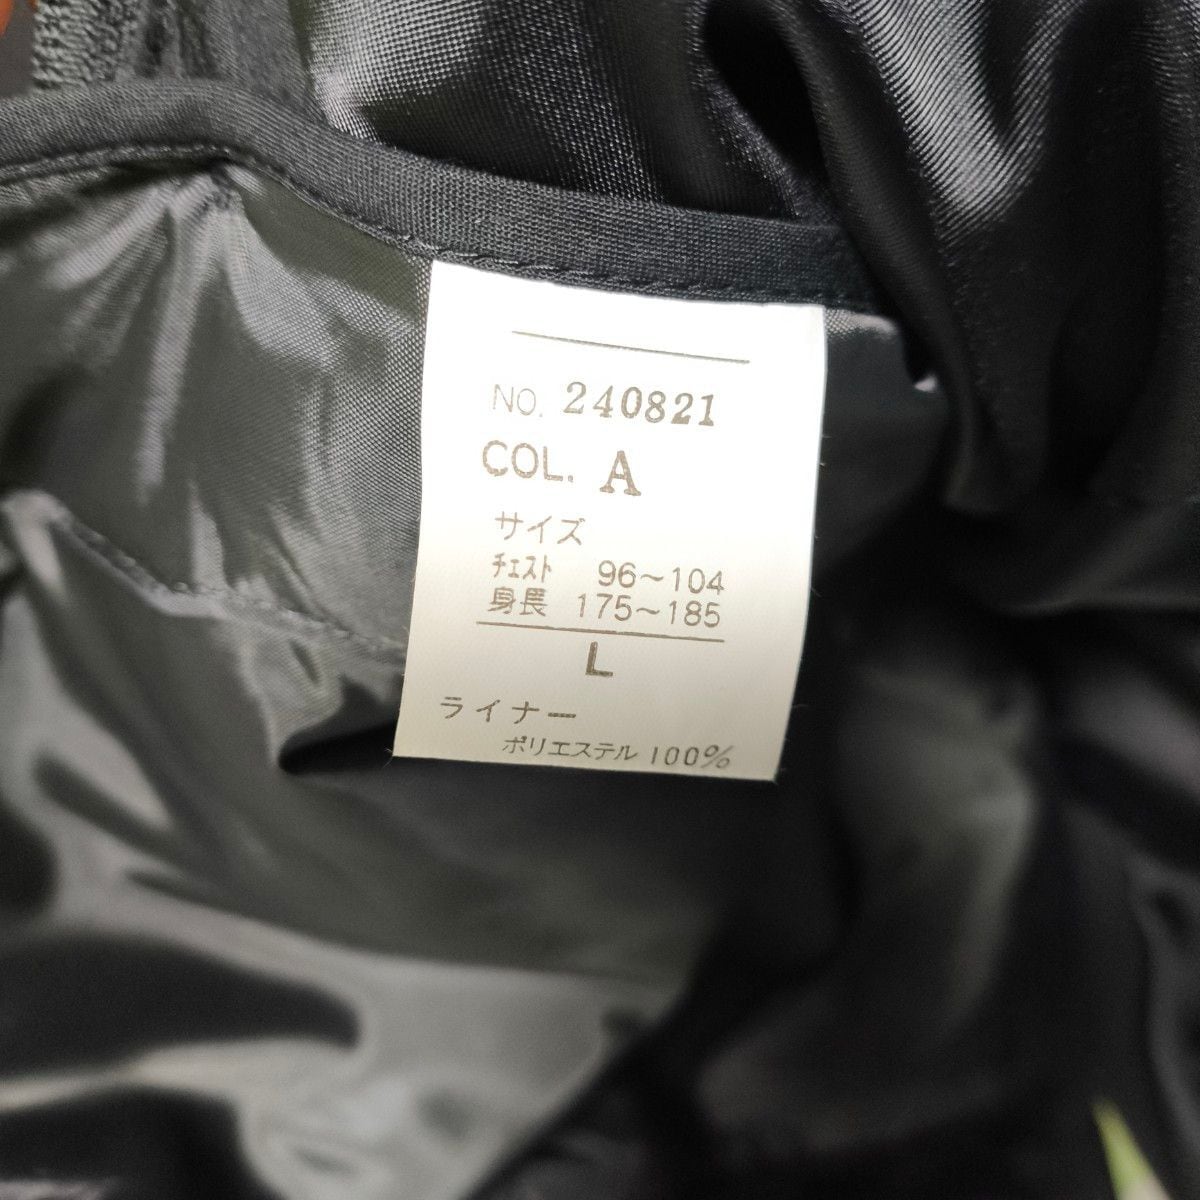 NO. 240821
COL. A
サイズ
チェスト 96～104
身長 175～185
L
ライナー
ポリエステル 100%